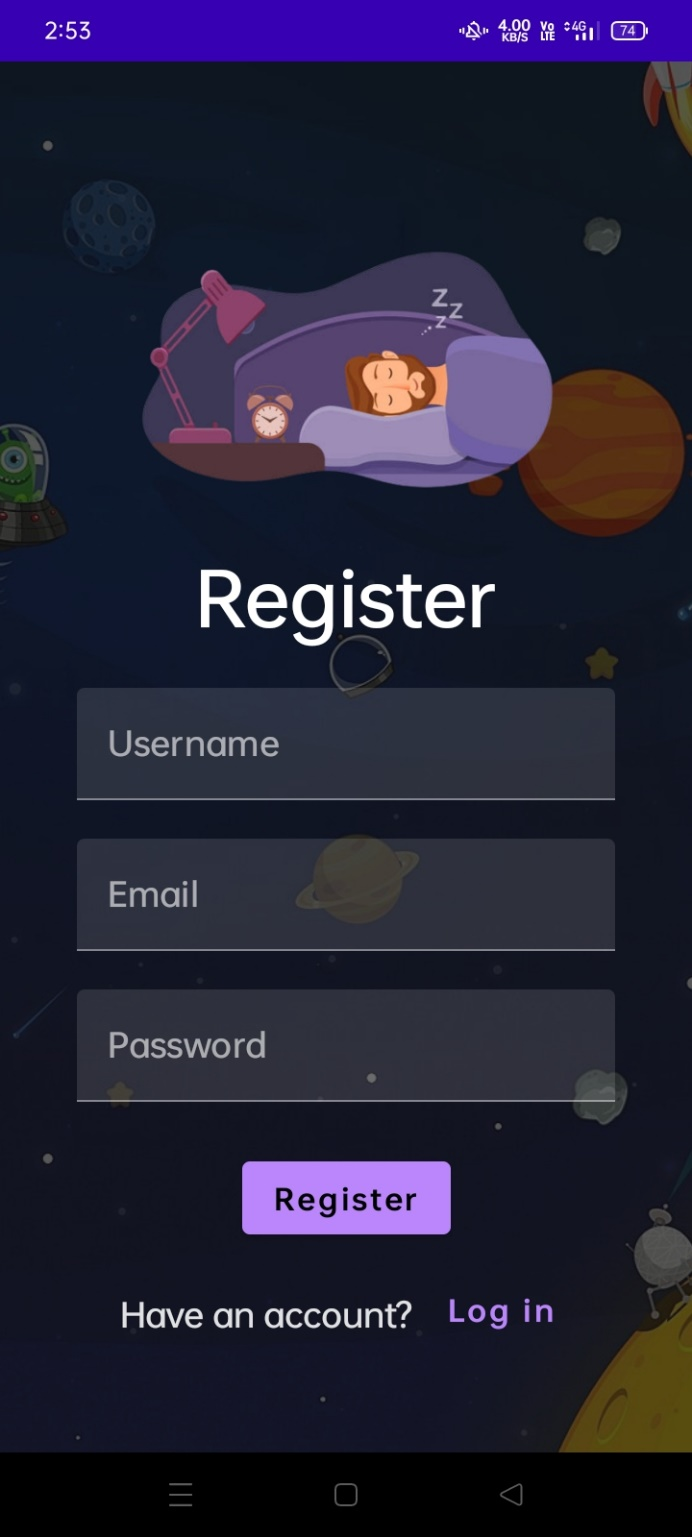 2:53
4.00 KB/S Vo LTE 4G 74
z z z
Register
Username
Email
Password
Register
Have an account? Log in